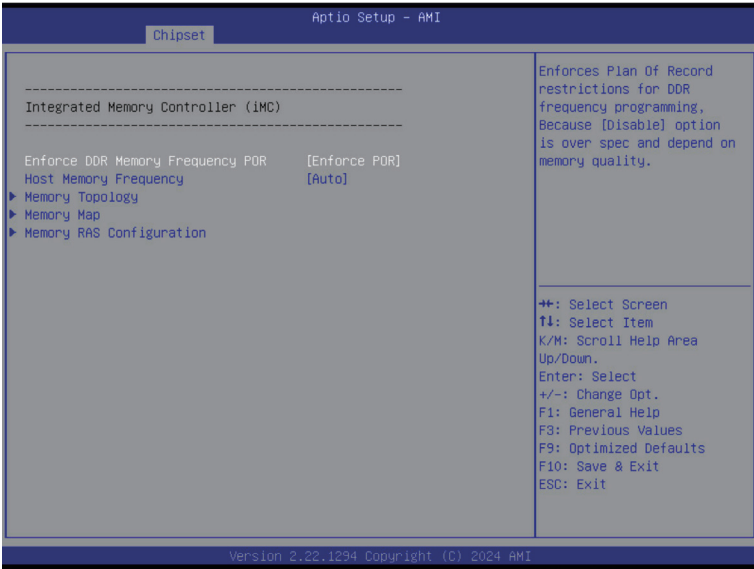 Aptio Setup – AMI
Chipset
-------------------------------------------------------
Integrated Memory Controller (iMC)
-------------------------------------------------------
Enforce DDR Memory Frequency POR [Enforce POR]
Host Memory Frequency [Auto]
▶ Memory Topology
▶ Memory Map
▶ Memory RAS Configuration
Enforces Plan Of Record
restrictions for DDR
frequency programming,
Because [Disable] option
is over spec and depend on
memory quality.
→←: Select Screen
↑↓: Select Item
K/M: Scroll Help Area
Up/Down.
Enter: Select
+/-: Change Opt.
F1: General Help
F3: Previous Values
F9: Optimized Defaults
F10: Save & Exit
ESC: Exit
Version 2.22.1294 Copyright (C) 2024 AMI